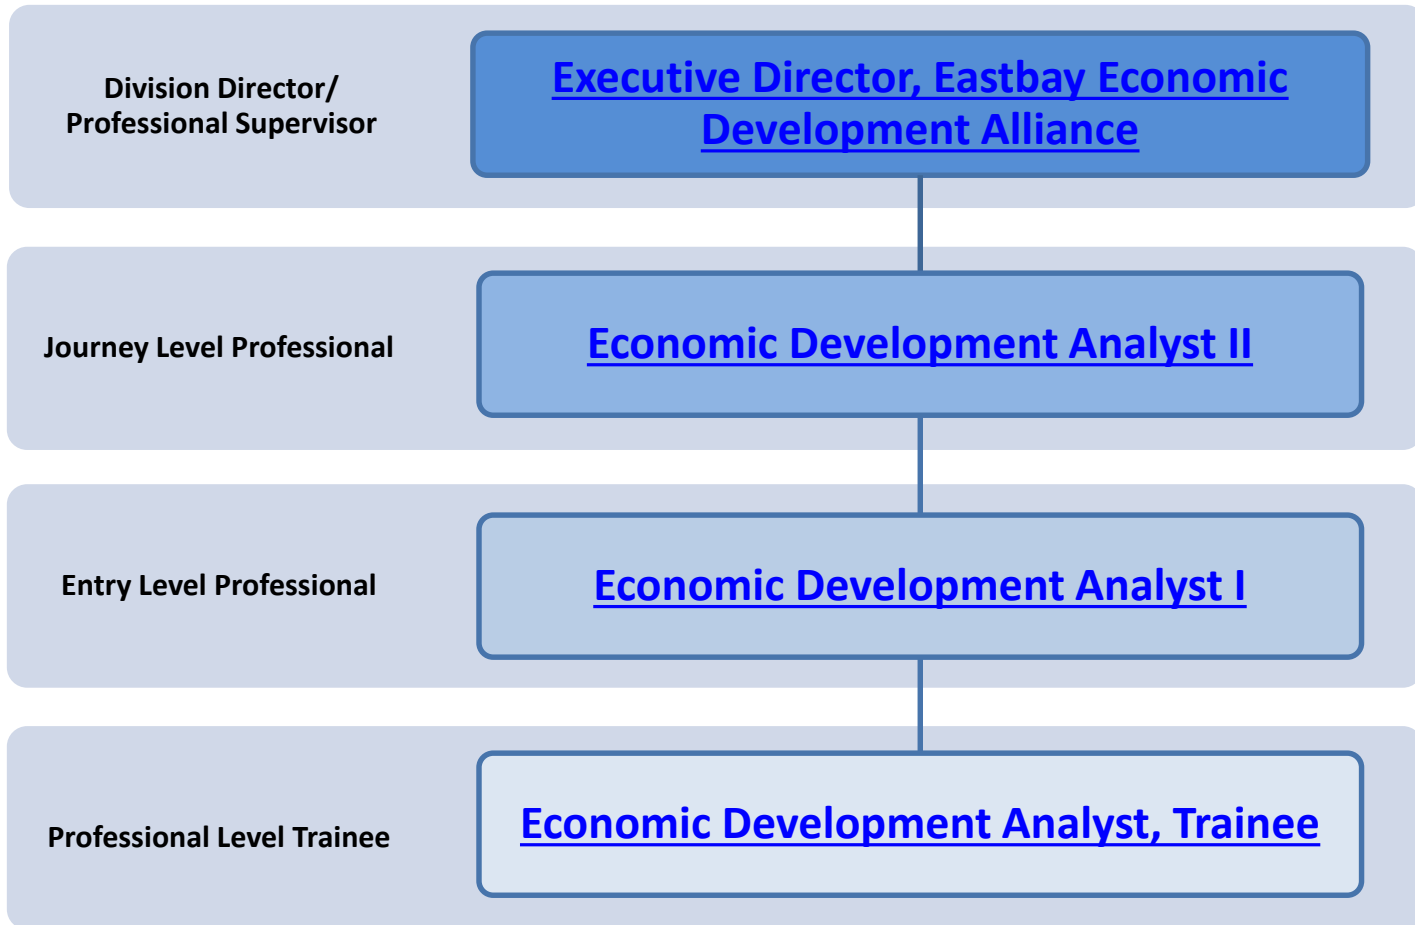 Division Director/
Professional Supervisor
Executive Director, Eastbay Economic
Development Alliance
Journey Level Professional
Economic Development Analyst II
Entry Level Professional
Economic Development Analyst I
Professional Level Trainee
Economic Development Analyst, Trainee